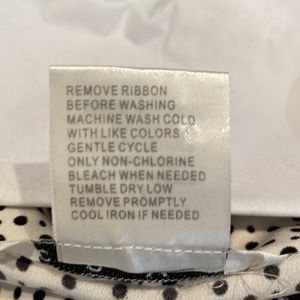 REMOVE RIBBON
BEFORE WASHING
MACHINE WASH COLD
WITH LIKE COLORS
GENTLE CYCLE
ONLY NON-CHLORINE
BLEACH WHEN NEEDED
TUMBLE DRY LOW
REMOVE PROMPTLY
COOL IRON IF NEEDED